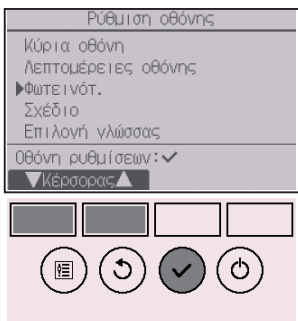 Ρύθμιση οθόνης
Κύρια οθόνη
Λεπτομέρειες οθόνης
▶Φωτεινότ.
Σχέδιο
Επιλογή γλώσσας
Οθόνη ρυθμίσεων:✓
▼Κέρσορας▲